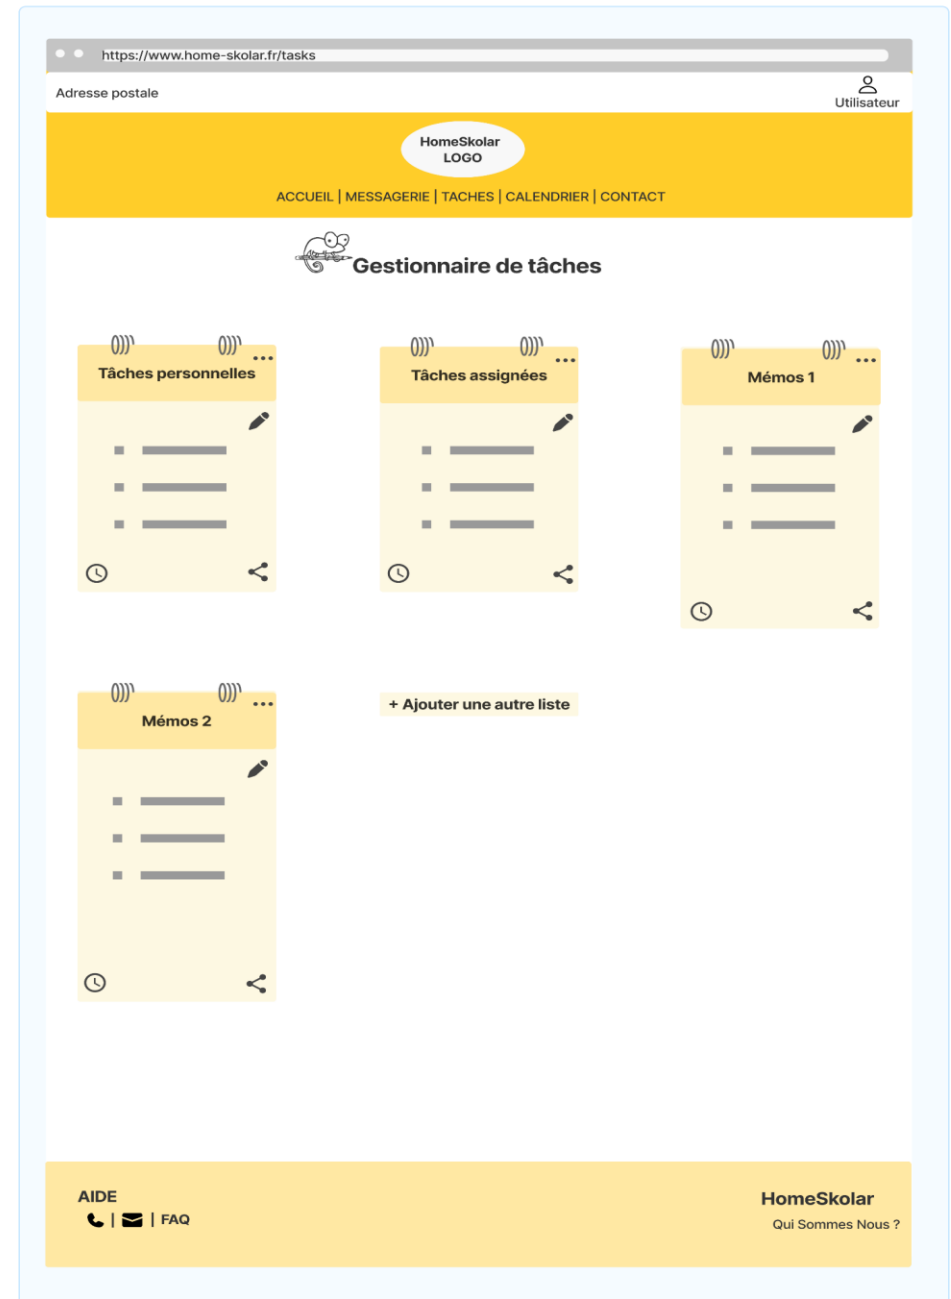 https://www.home-skolar.fr/tasks
Adresse postale
Utilisateur
HomeSkolar
LOGO
ACCUEIL | MESSAGERIE | TACHES | CALENDRIER | CONTACT
Gestionnaire de tâches
Tâches personnelles
Tâches assignées
Mémos 1
Mémos 2
+ Ajouter une autre liste
AIDE
| | FAQ
HomeSkolar
Qui Sommes Nous ?